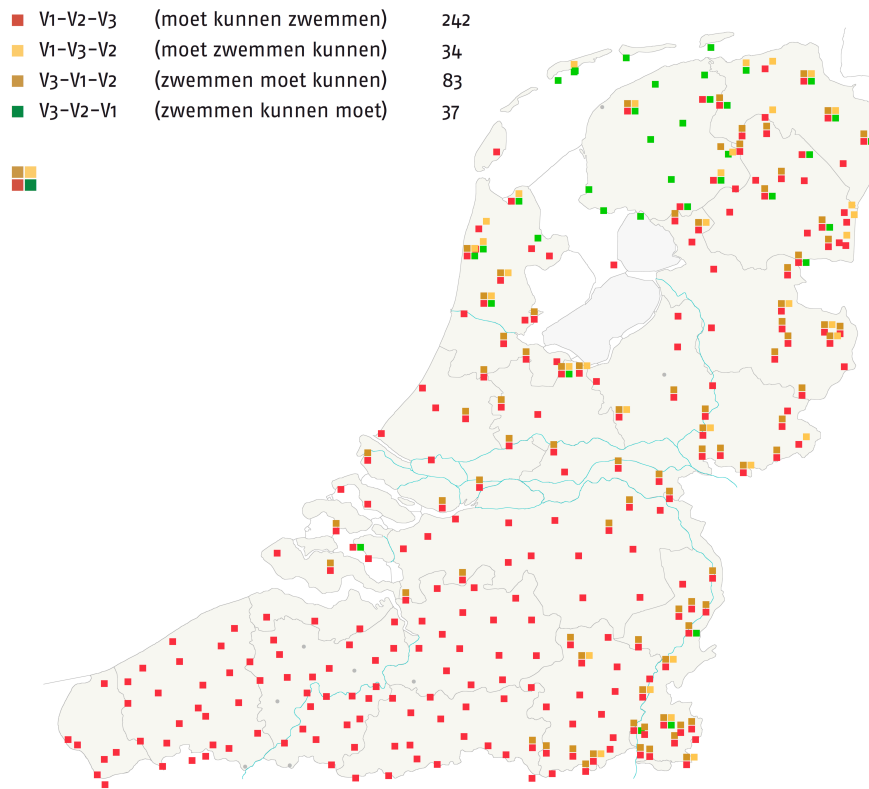 V1-V2-V3 (moet kunnen zwemmen) 242
V1-V3-V2 (moet zwemmen kunnen) 34
V3-V1-V2 (zwemmen moet kunnen) 83
V3-V2-V1 (zwemmen kunnen moet) 37